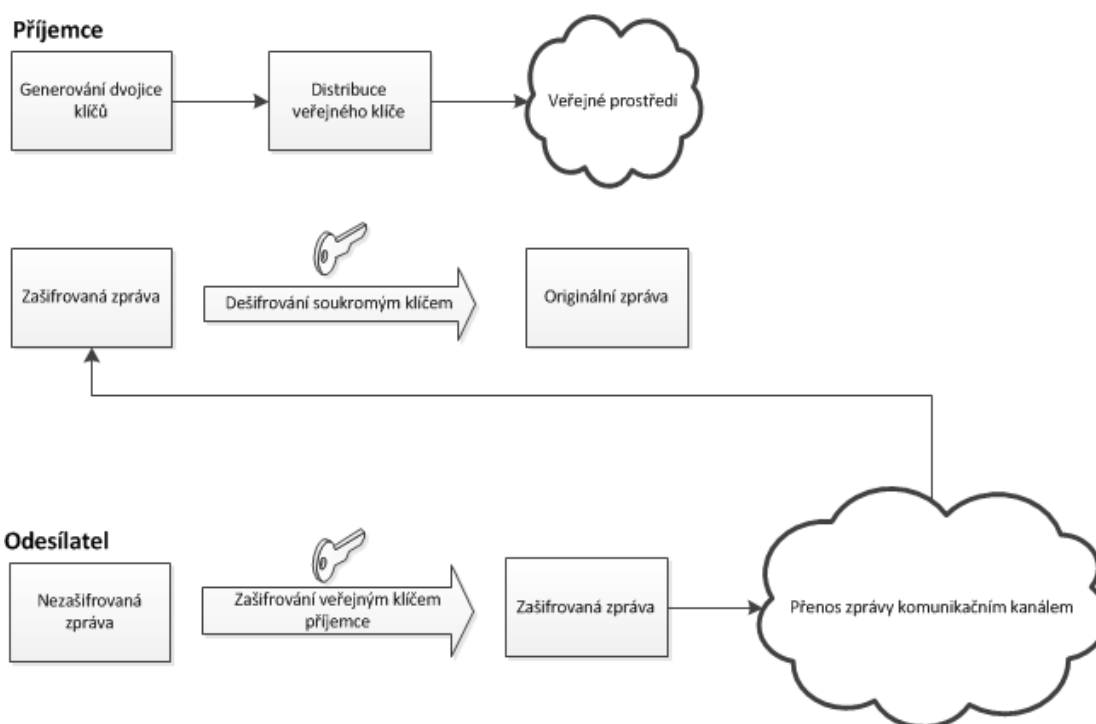 Příjemce
Generování dvojice
klíčů
Distribuce
veřejného klíče
Veřejné prostředí
Zašifrovaná zpráva
Dešifrování soukromým klíčem
Originální zpráva
Odesílatel
Nezašifrovaná
zpráva
Zašifrování veřejným klíčem
příjemce
Zašifrovaná zpráva
Přenos zprávy komunikačním kanálem